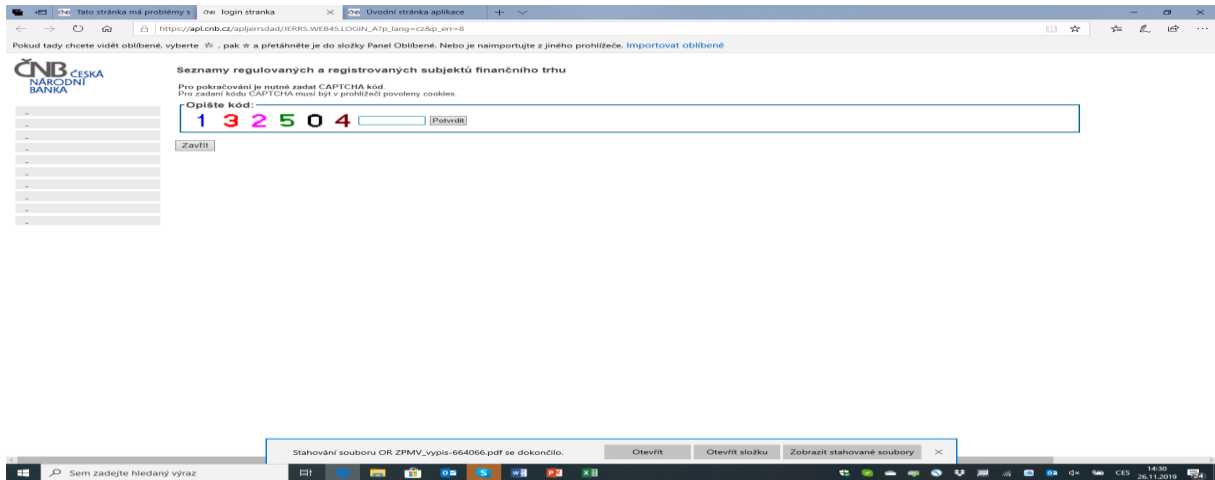 Tato stránka má problémy s
login stranka
Úvodní stránka aplikace
https://apl.cnb.cz/apljerrsdad/JERRS.WEB45.LOGIN_A?p_lang=cz&p_err=8
Pokud tady chcete vidět oblíbené, vyberte , pak a přetáhněte je do složky Panel Oblíbené. Nebo je naimportujte z jiného prohlížeče. Importovat oblíbené
ČNB ČESKÁ
NÁRODNÍ
BANKA
Seznamy regulovaných a registrovaných subjektů finančního trhu
Pro pokračování je nutné zadat CAPTCHA kód.
Pro zadání kódu CAPTCHA musí být v prohlížeči povoleny cookies.
Opište kód:
1 3 2 5 0 4 Potvrdit
Zavřít
Stahování souboru OR ZPMV_vypis-664066.pdf se dokončilo.
Otevřít
Otevřít složku
Zobrazit stahované soubory
Sem zadejte hledaný výraz
CES
14:30
26.11.2019